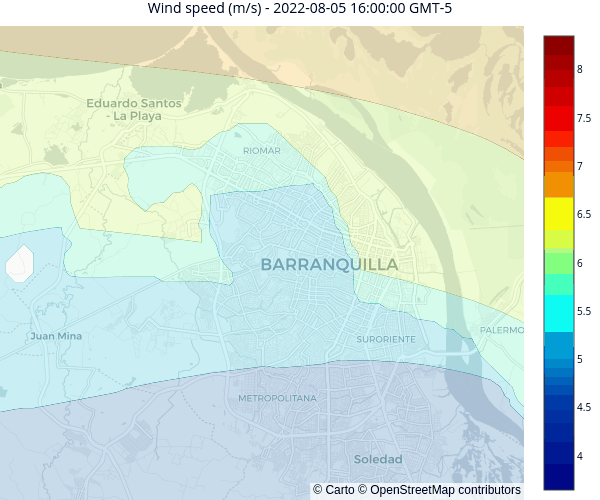 Wind speed (m/s) - 2022-08-05 16:00:00 GMT-5
Eduardo Santos
- La Playa
RIOMAR
BARRANQUILLA
PALERMO
Juan Mina
SURORIENTE
METROPOLITANA
Soledad
© Carto © OpenStreetMap contributors
8
7.5
7
6.5
6
5.5
5
4.5
4